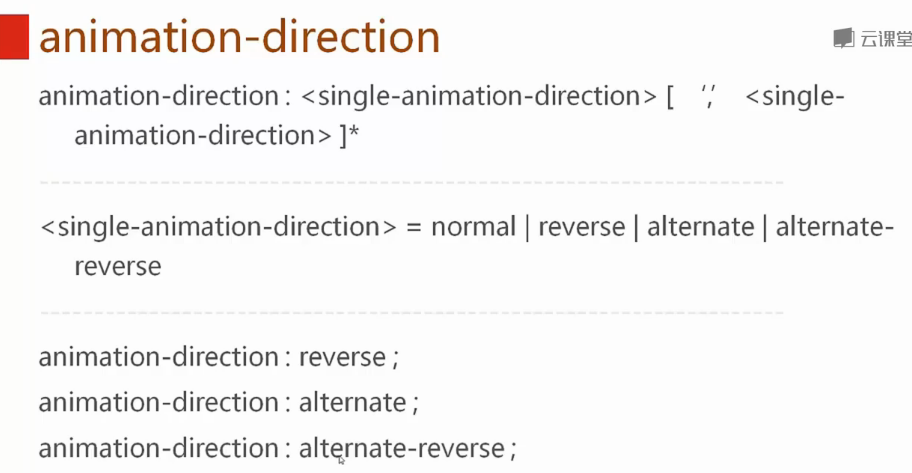 animation-direction
云课堂
animation-direction : <single-animation-direction> [ ‘,’ <single-
animation-direction> ]*
<single-animation-direction> = normal | reverse | alternate | alternate-
reverse
animation-direction : reverse ;
animation-direction : alternate ;
animation-direction : alternate-reverse ;